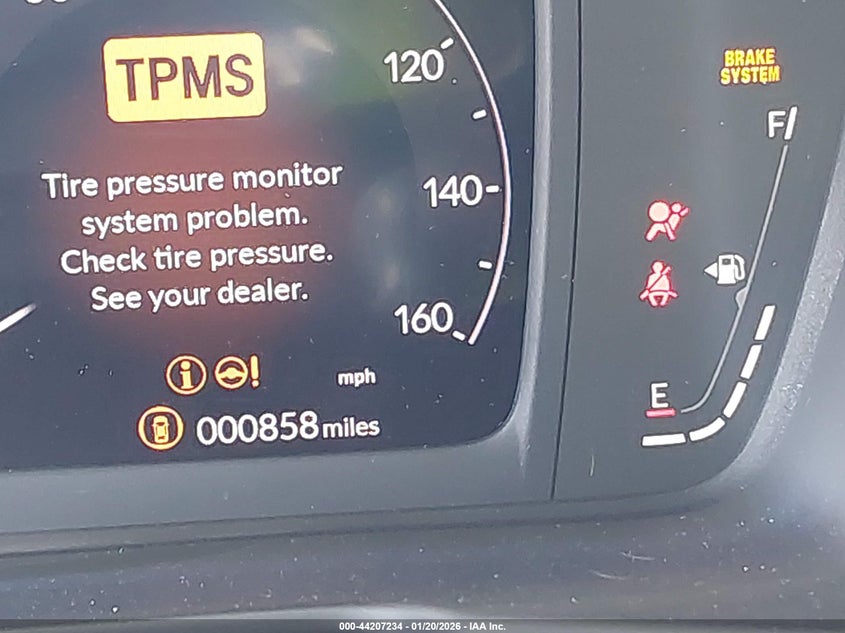 TPMS
Tire pressure monitor
system problem.
Check tire pressure.
See your dealer.
120
140
160
mph
000858 miles
BRAKE
SYSTEM
F
E
000-44207234 - 01/20/2026 - IAA Inc.